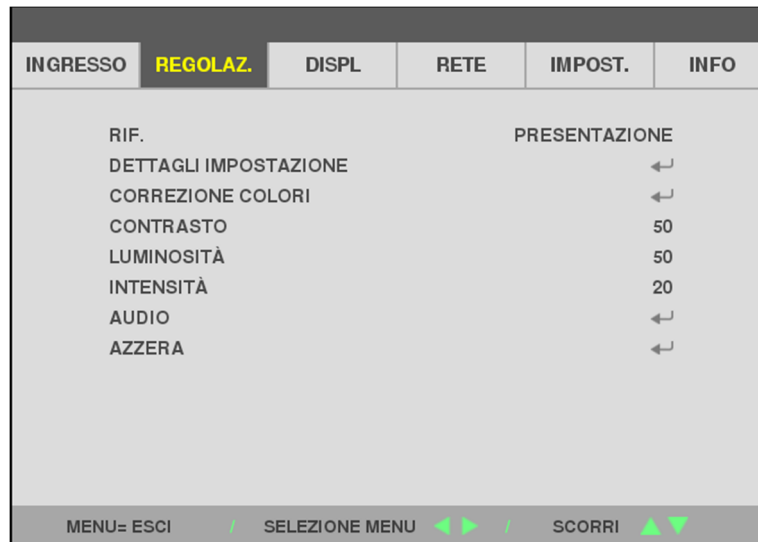 INGRESSO REGOLAZ. DISPL RETE IMPOST. INFO
RIF. PRESENTAZIONE
DETTAGLI IMPOSTAZIONE
CORREZIONE COLORI
CONTRASTO 50
LUMINOSITÀ 50
INTENSITÀ 20
AUDIO
AZZERA
MENU= ESCI / SELEZIONE MENU / SCORRI